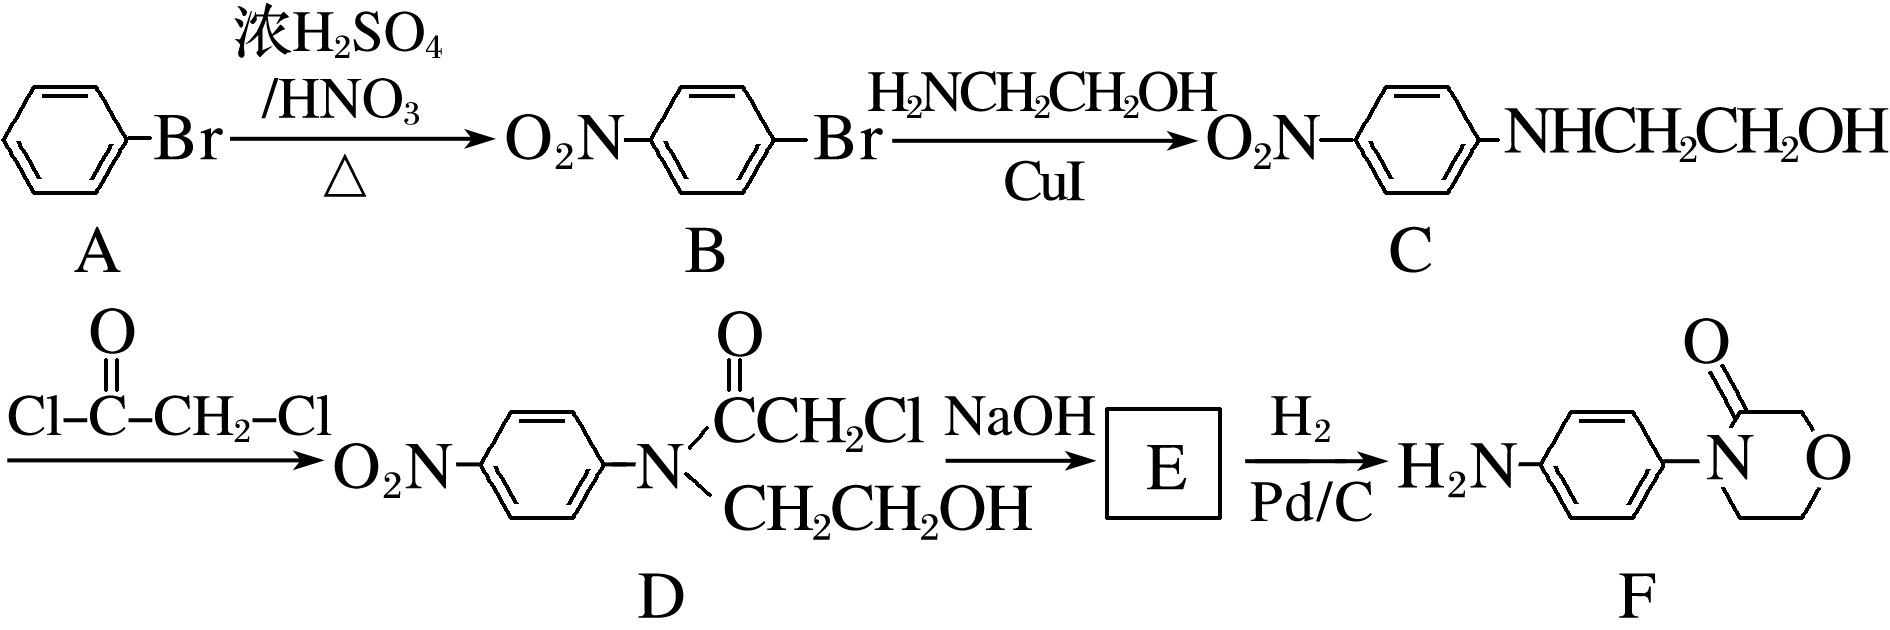 浓H₂SO₄
/HNO₃
△
Br
A
O₂N
Br
B
H₂NCH₂CH₂OH
CuI
O₂N
NHCH₂CH₂OH
C
O
Cl–C–CH₂–Cl
O₂N
N
O
CCH₂Cl
CH₂CH₂OH
D
NaOH
E
H₂
Pd/C
H₂N
N
O
O
F